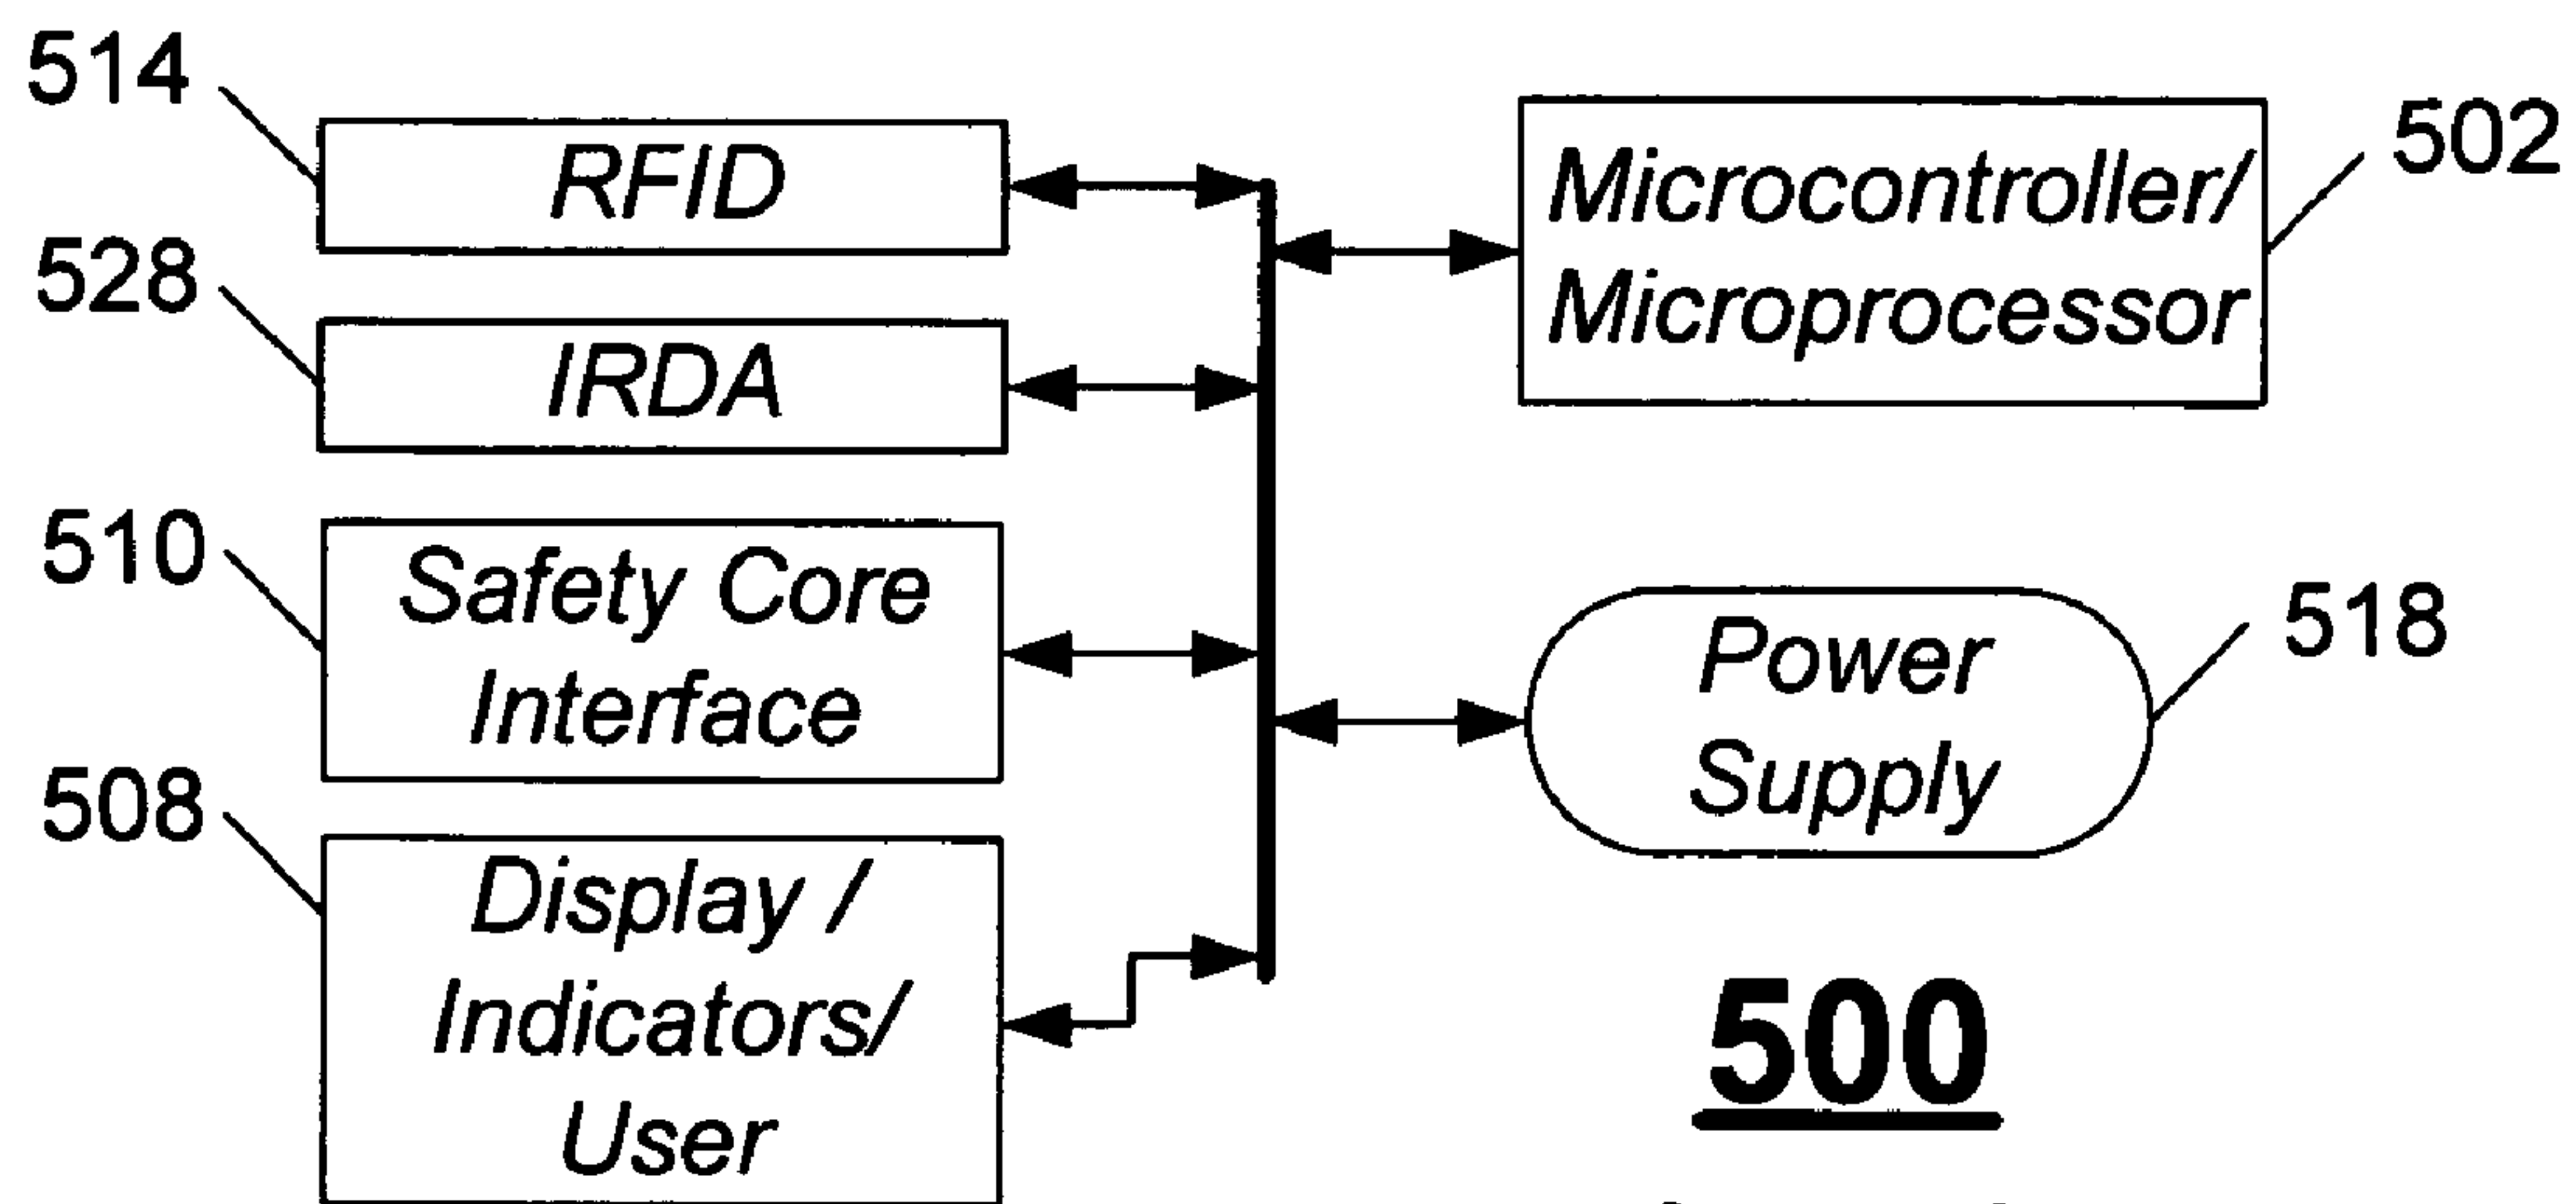 514
RFID
528
IRDA
510
Safety Core
Interface
508
Display /
Indicators/
User
Microcontroller/
Microprocessor
502
Power
Supply
518
500